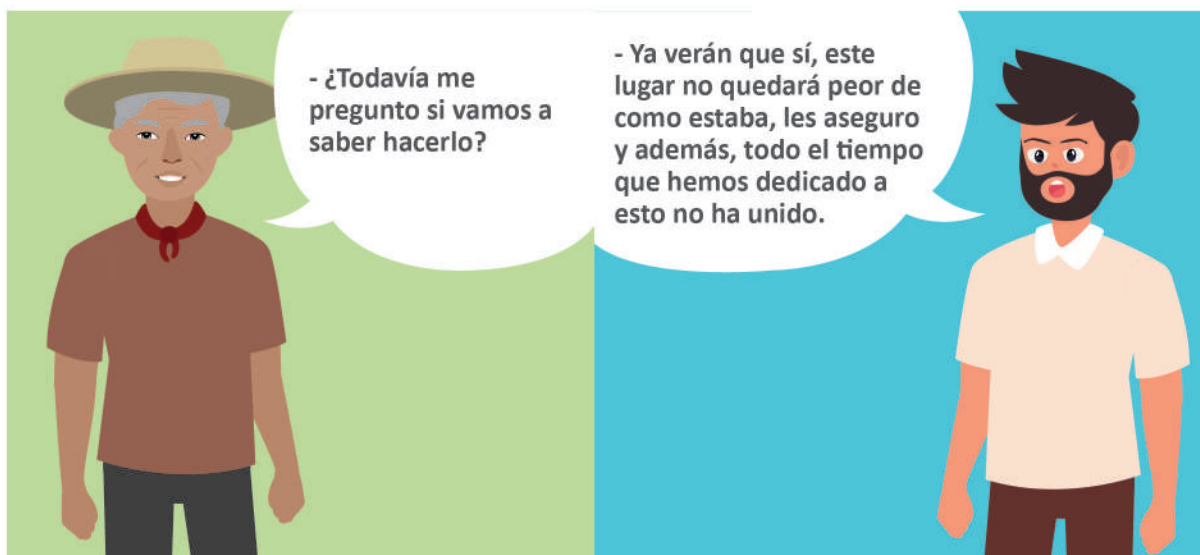 - ¿Todavía me
pregunto si vamos a
saber hacerlo?
- Ya verán que sí, este
lugar no quedará peor de
como estaba, les aseguro
y además, todo el tiempo
que hemos dedicado a
esto no ha unido.